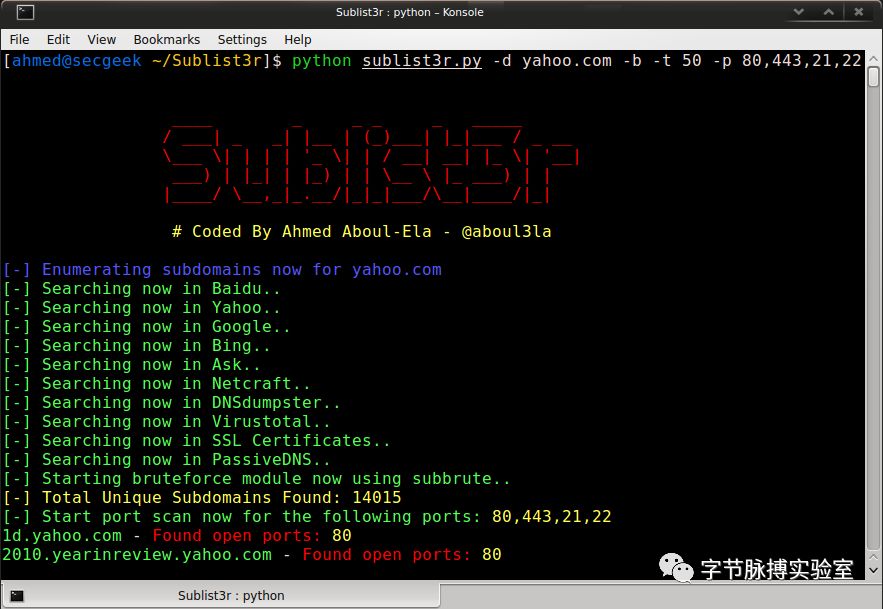 Sublist3r : python – Konsole
File Edit View Bookmarks Settings Help
[ahmed@secgeek ~/Sublist3r]$ python sublist3r.py -d yahoo.com -b -t 50 -p 80,443,21,22
Sublist3r
# Coded By Ahmed Aboul-Ela - @aboul3la
[-] Enumerating subdomains now for yahoo.com
[-] Searching now in Baidu..
[-] Searching now in Yahoo..
[-] Searching now in Google..
[-] Searching now in Bing..
[-] Searching now in Ask..
[-] Searching now in Netcraft..
[-] Searching now in DNSdumpster..
[-] Searching now in Virustotal..
[-] Searching now in SSL Certificates..
[-] Searching now in PassiveDNS..
[-] Starting bruteforce module now using subbrute..
[-] Total Unique Subdomains Found: 14015
[-] Start port scan now for the following ports: 80,443,21,22
1d.yahoo.com - Found open ports: 80
2010.yearinreview.yahoo.com - Found open ports: 80
字节脉搏实验室
Sublist3r : python